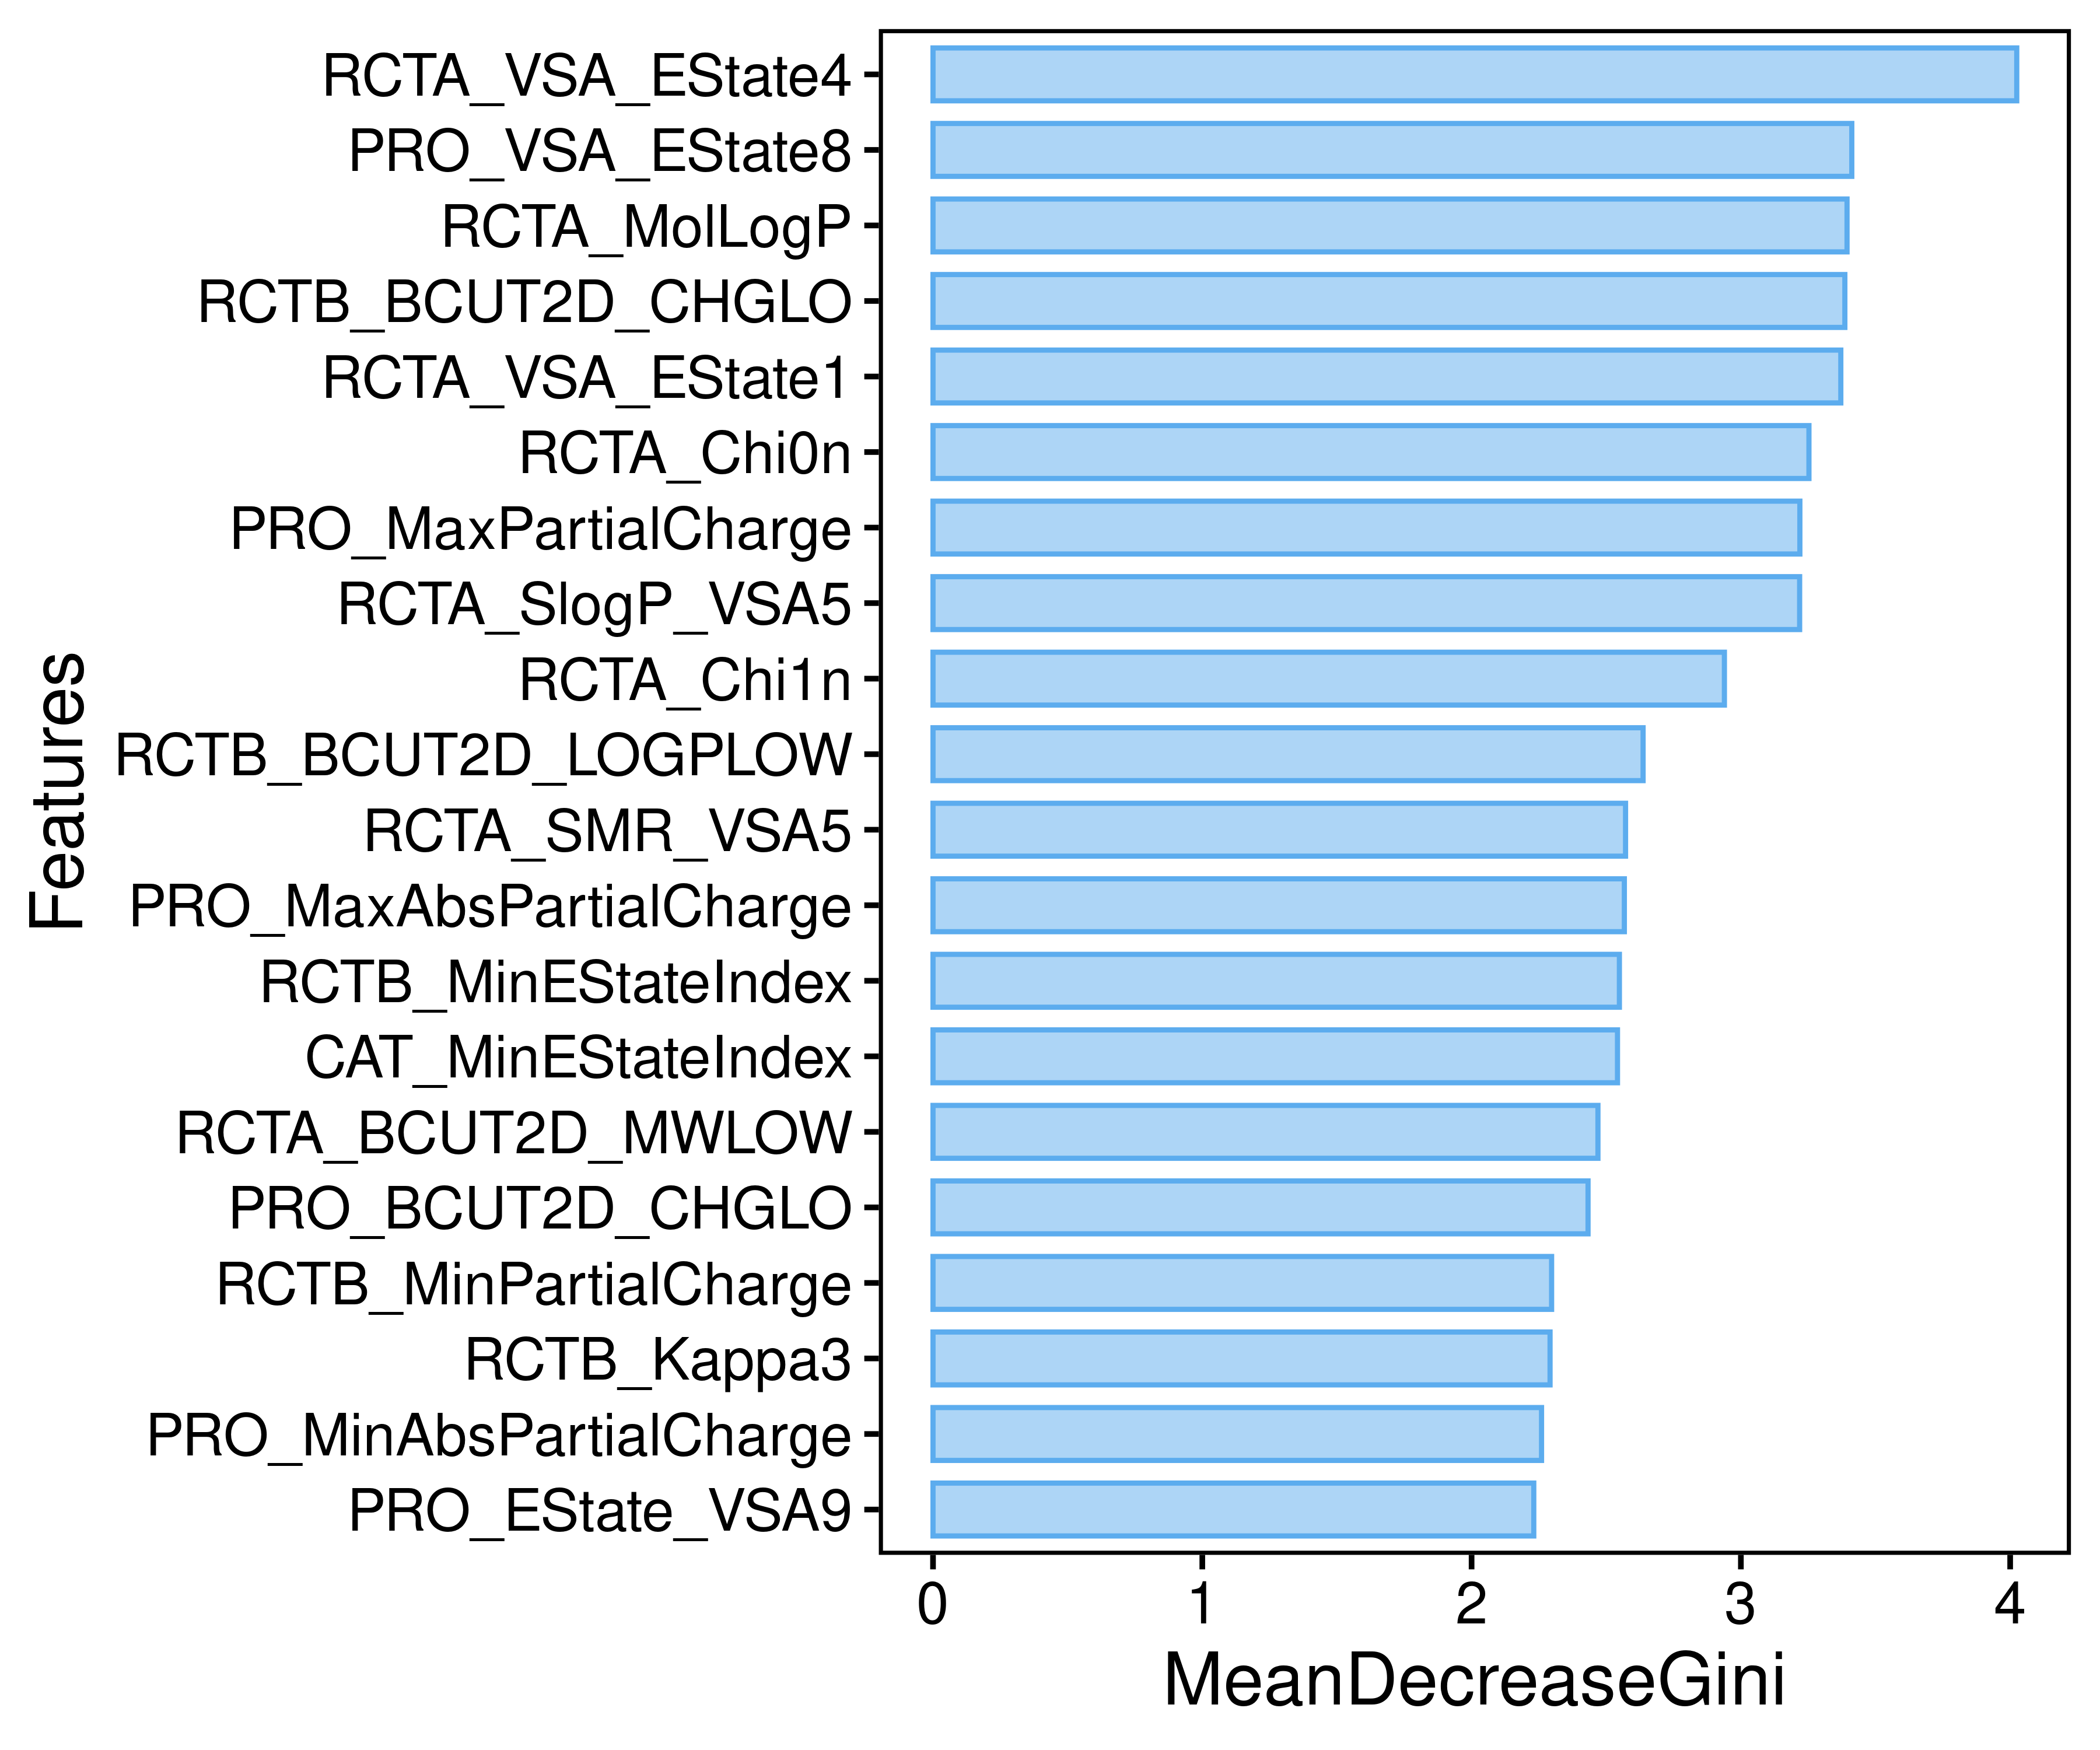 RCTA_VSA_EState4
PRO_VSA_EState8
RCTA_MolLogP
RCTB_BCUT2D_CHGLO
RCTA_VSA_EState1
RCTA_Chi0n
PRO_MaxPartialCharge
RCTA_SlogP_VSA5
RCTA_Chi1n
RCTB_BCUT2D_LOGPLOW
RCTA_SMR_VSA5
PRO_MaxAbsPartialCharge
RCTB_MinEStateIndex
CAT_MinEStateIndex
RCTA_BCUT2D_MWLOW
PRO_BCUT2D_CHGLO
RCTB_MinPartialCharge
RCTB_Kappa3
PRO_MinAbsPartialCharge
PRO_EState_VSA9
Features
0 1 2 3 4
MeanDecreaseGini